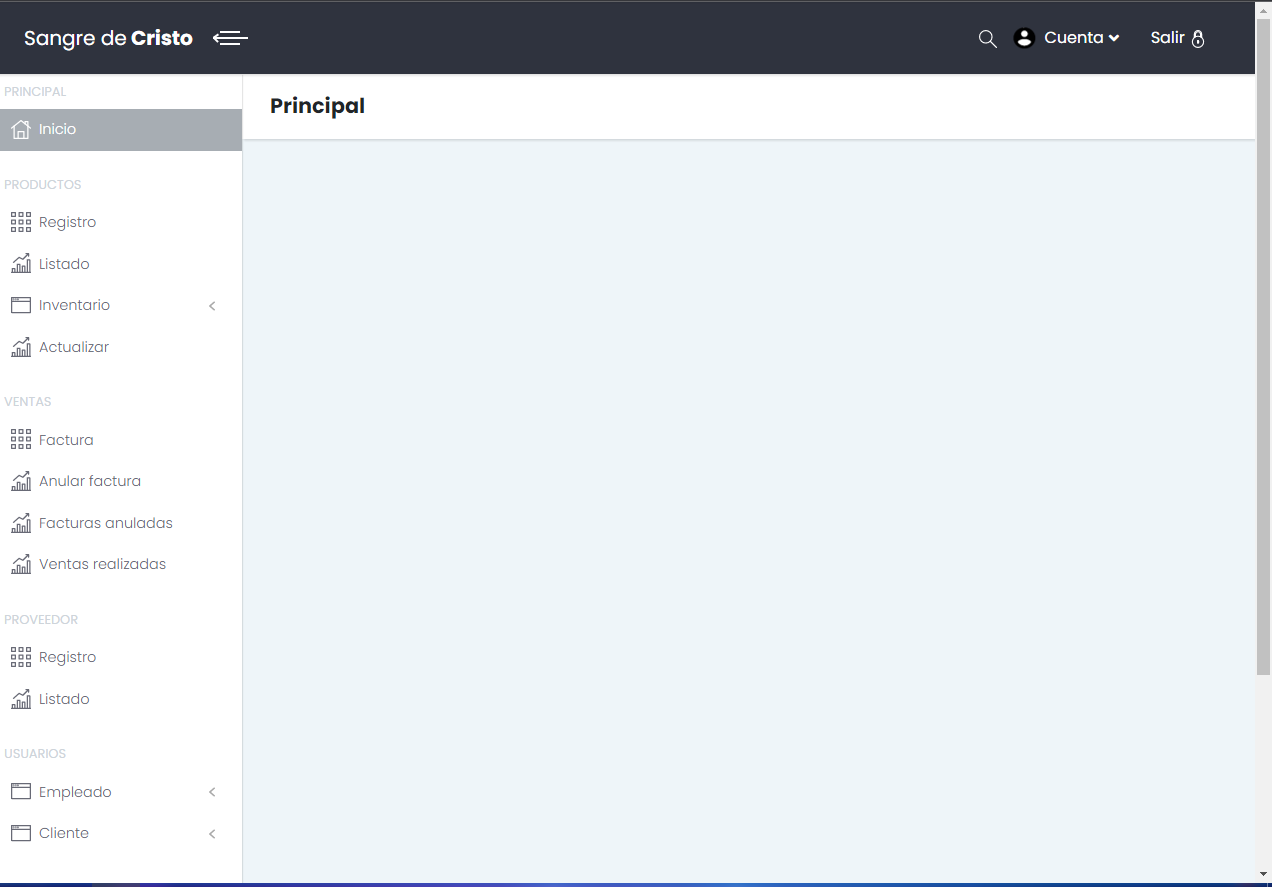 Sangre de Cristo
Cuenta
Salir
PRINCIPAL
Inicio
PRODUCTOS
Registro
Listado
Inventario
Actualizar
VENTAS
Factura
Anular factura
Facturas anuladas
Ventas realizadas
PROVEEDOR
Registro
Listado
USUARIOS
Empleado
Cliente
Principal